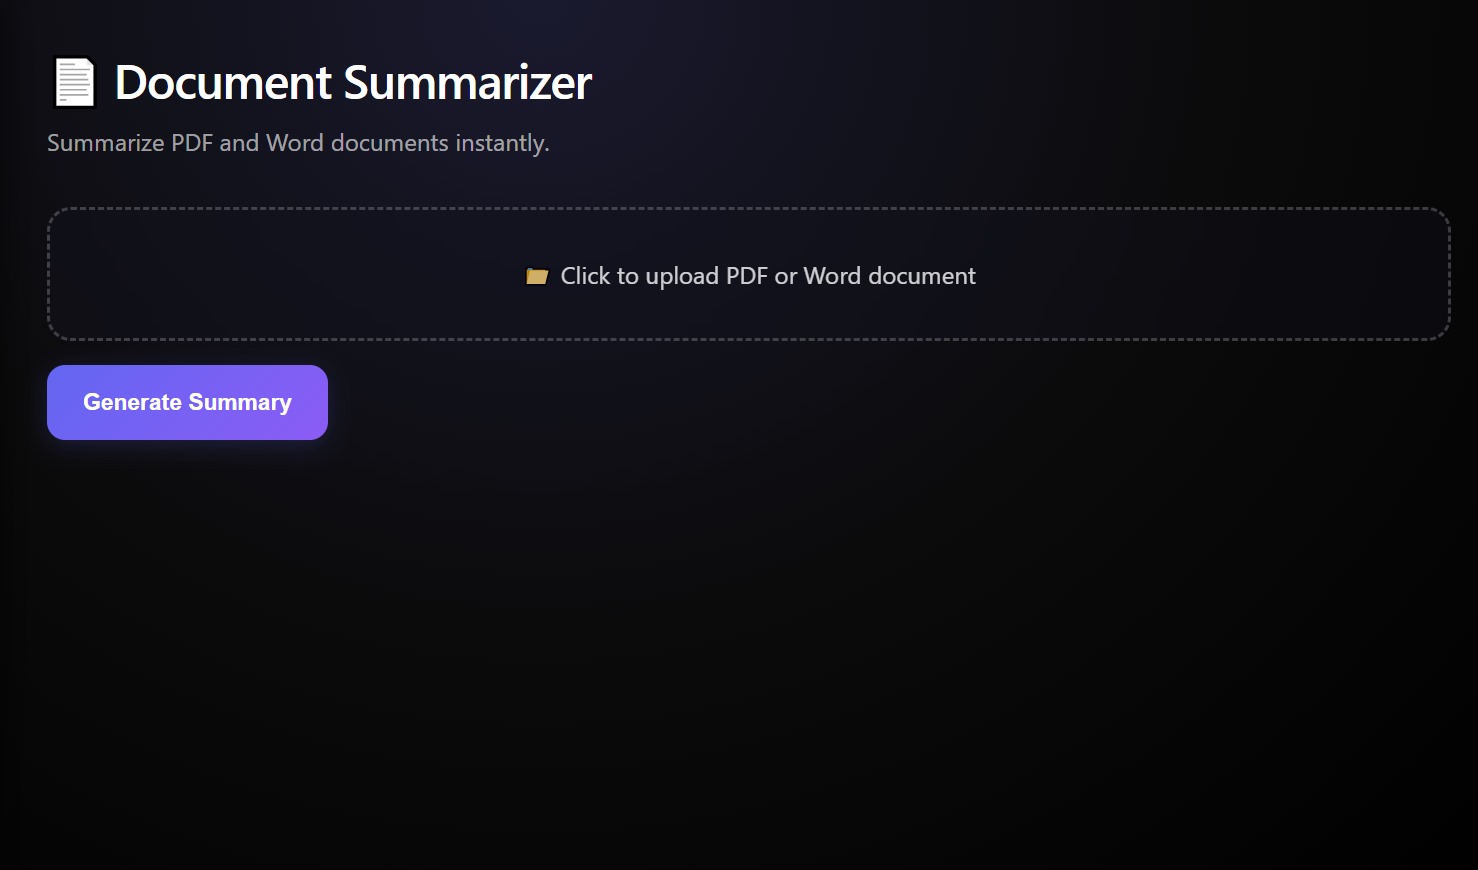 Document Summarizer
Summarize PDF and Word documents instantly.
Click to upload PDF or Word document
Generate Summary